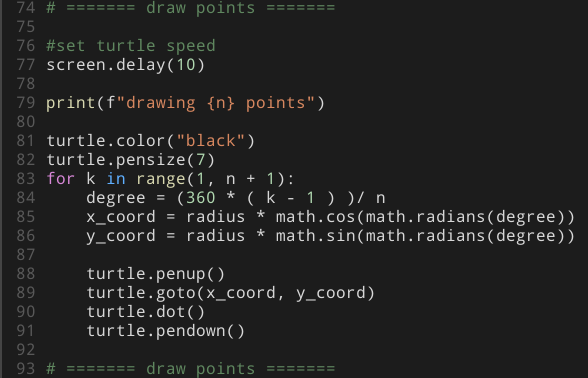 74 # ======= draw points =======
75
76 #set turtle speed
77 screen.delay(10)
78
79 print(f"drawing {n} points")
80
81 turtle.color("black")
82 turtle.pensize(7)
83 for k in range(1, n + 1):
84     degree = (360 * ( k - 1 ) )/ n
85     x_coord = radius * math.cos(math.radians(degree))
86     y_coord = radius * math.sin(math.radians(degree))
87
88     turtle.penup()
89     turtle.goto(x_coord, y_coord)
90     turtle.dot()
91     turtle.pendown()
92
93 # ======= draw points =======